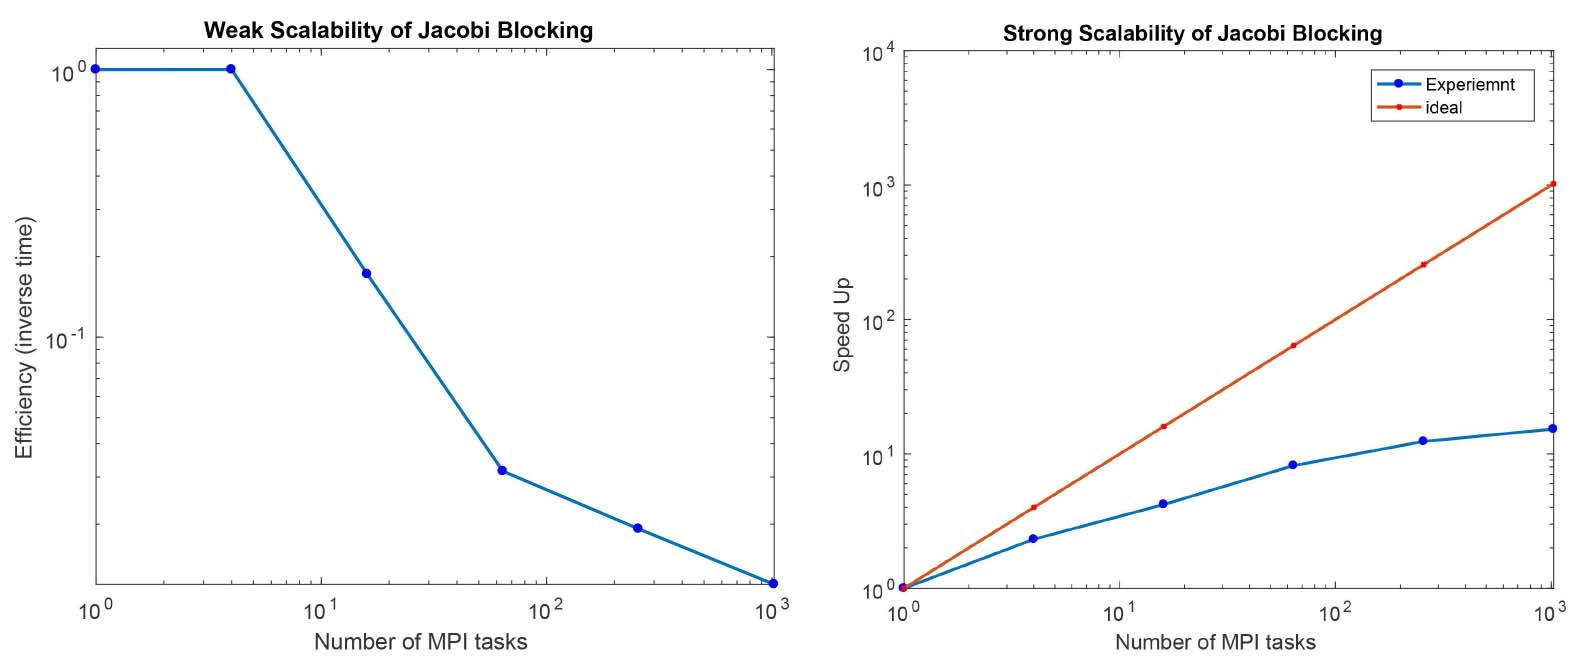 Weak Scalability of Jacobi Blocking
10^0
10^-1
Efficiency (inverse time)
10^0 10^1 10^2 10^3
Number of MPI tasks
Strong Scalability of Jacobi Blocking
10^4
10^3
10^2
10^1
10^0
Speed Up
Experiemnt
ideal
10^0 10^1 10^2 10^3
Number of MPI tasks